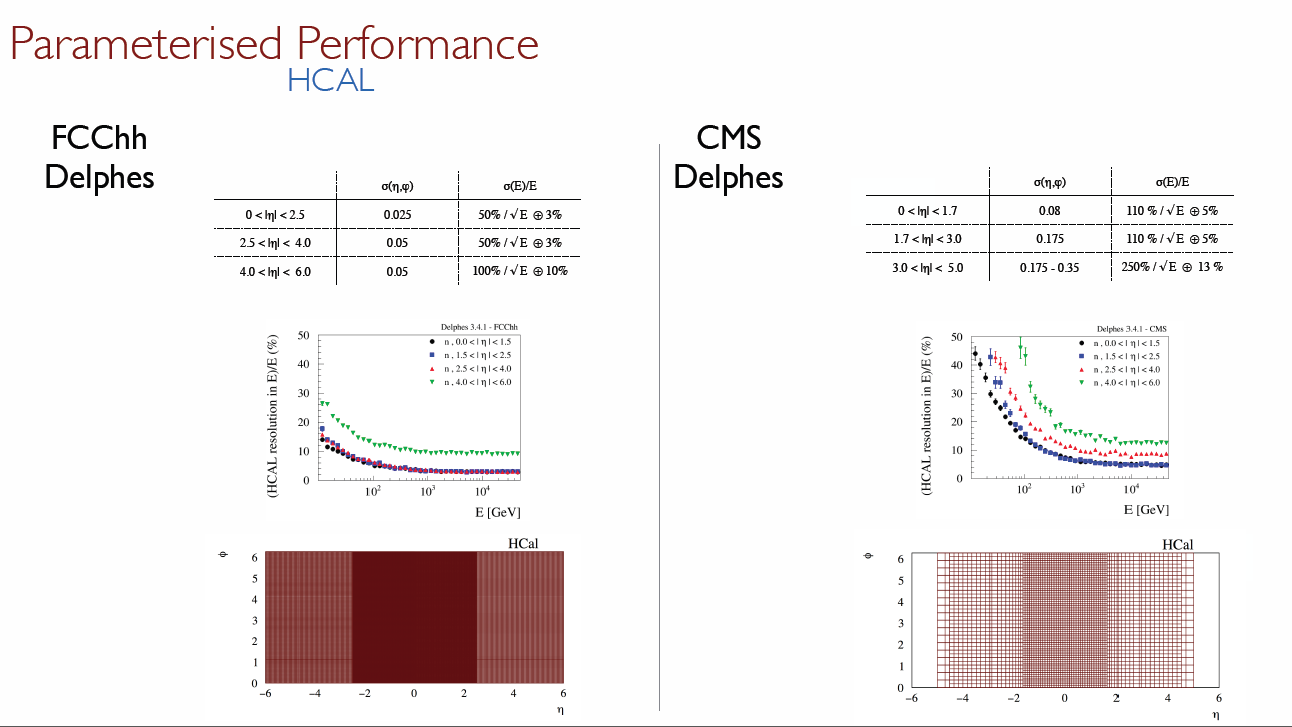 Parameterised Performance
HCAL
FCChh
Delphes
σ(η,φ) σ(E)/E
0 < |η| < 2.5 0.025 50% / √E ⊕ 3%
2.5 < |η| < 4.0 0.05 50% / √E ⊕ 3%
4.0 < |η| < 6.0 0.05 100% / √E ⊕ 10%
Delphes 3.4.1 - FCChh
(HCAL resolution in E)/E (%)
50
40
30
20
10
0
n , 0.0 < | η | < 1.5
n , 1.5 < | η | < 2.5
n , 2.5 < | η | < 4.0
n , 4.0 < | η | < 6.0
10² 10³ 10⁴
E [GeV]
HCal
φ
6
5
4
3
2
1
0
−6 −4 −2 0 2 4 6
η
CMS
Delphes
σ(η,φ) σ(E)/E
0 < |η| < 1.7 0.08 110 % / √E ⊕ 5%
1.7 < |η| < 3.0 0.175 110 % / √E ⊕ 5%
3.0 < |η| < 5.0 0.175 - 0.35 250% / √E ⊕ 13 %
Delphes 3.4.1 - CMS
(HCAL resolution in E)/E (%)
50
40
30
20
10
0
n , 0.0 < | η | < 1.5
n , 1.5 < | η | < 2.5
n , 2.5 < | η | < 4.0
n , 4.0 < | η | < 6.0
10² 10³ 10⁴
E [GeV]
HCal
φ
6
5
4
3
2
1
0
−6 −4 −2 0 2 4 6
η